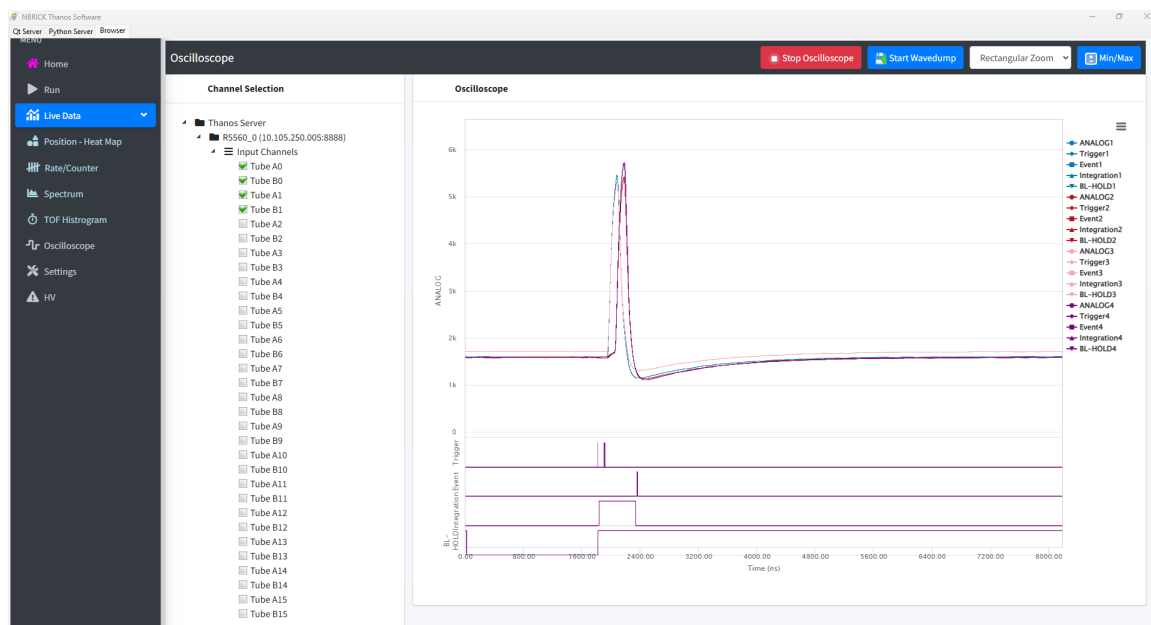 NBRICK Thanos Software
Qt Server Python Server Browser
MENU
Home
Run
Live Data
Position - Heat Map
Rate/Counter
Spectrum
TOF Histrogram
Oscilloscope
Settings
HV
Oscilloscope
Stop Oscilloscope
Start Wavedump
Rectangular Zoom
Min/Max
Channel Selection
Thanos Server
R5560_0 (10.105.250.005:8888)
Input Channels
Tube A0
Tube B0
Tube A1
Tube B1
Tube A2
Tube B2
Tube A3
Tube B3
Tube A4
Tube B4
Tube A5
Tube B5
Tube A6
Tube B6
Tube A7
Tube B7
Tube A8
Tube B8
Tube A9
Tube B9
Tube A10
Tube B10
Tube A11
Tube B11
Tube A12
Tube B12
Tube A13
Tube B13
Tube A14
Tube B14
Tube A15
Tube B15
Oscilloscope
6k
5k
4k
3k
2k
1k
0
ANALOG
Trigger
Event
Integration
BL-HOLD
0.00 800.00 1600.00 2400.00 3200.00 4000.00 4800.00 5600.00 6400.00 7200.00 8000.00
Time (ns)
ANALOG1
Trigger1
Event1
Integration1
BL-HOLD1
ANALOG2
Trigger2
Event2
Integration2
BL-HOLD2
ANALOG3
Trigger3
Event3
Integration3
BL-HOLD3
ANALOG4
Trigger4
Event4
Integration4
BL-HOLD4